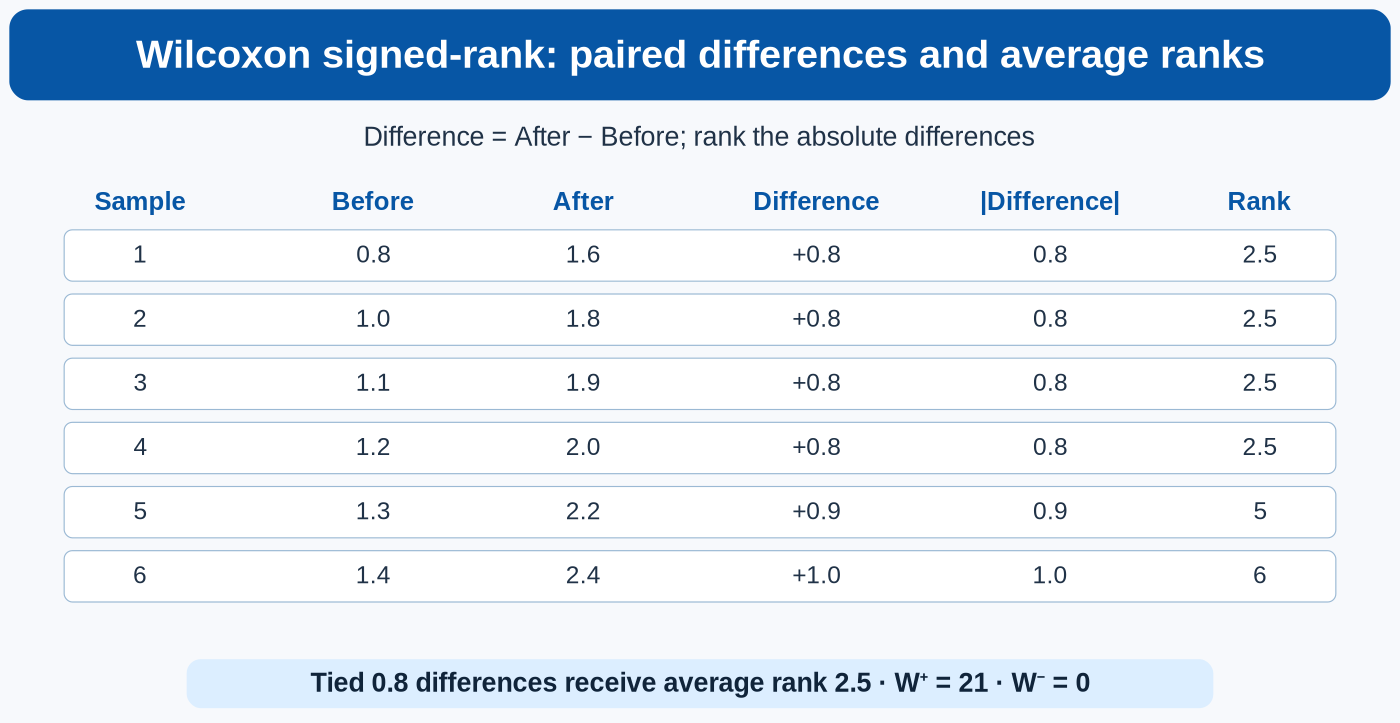 Wilcoxon signed-rank: paired differences and average ranks
Difference = After − Before; rank the absolute differences
Sample Before After Difference |Difference| Rank
1 0.8 1.6 +0.8 0.8 2.5
2 1.0 1.8 +0.8 0.8 2.5
3 1.1 1.9 +0.8 0.8 2.5
4 1.2 2.0 +0.8 0.8 2.5
5 1.3 2.2 +0.9 0.9 5
6 1.4 2.4 +1.0 1.0 6
Tied 0.8 differences receive average rank 2.5 · W⁺ = 21 · W⁻ = 0